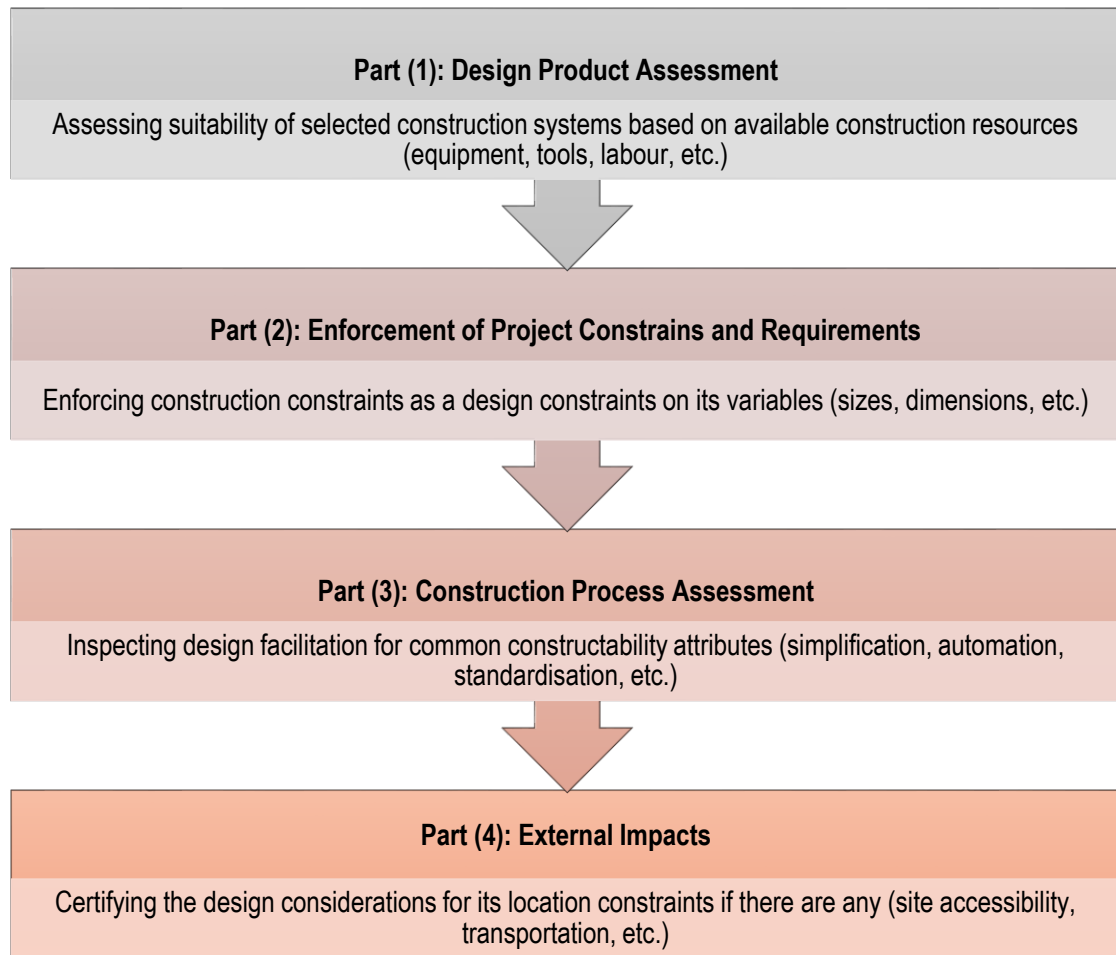 Part (1): Design Product Assessment
Assessing suitability of selected construction systems based on available construction resources
(equipment, tools, labour, etc.)
Part (2): Enforcement of Project Constrains and Requirements
Enforcing construction constraints as a design constraints on its variables (sizes, dimensions, etc.)
Part (3): Construction Process Assessment
Inspecting design facilitation for common constructability attributes (simplification, automation,
standardisation, etc.)
Part (4): External Impacts
Certifying the design considerations for its location constraints if there are any (site accessibility,
transportation, etc.)